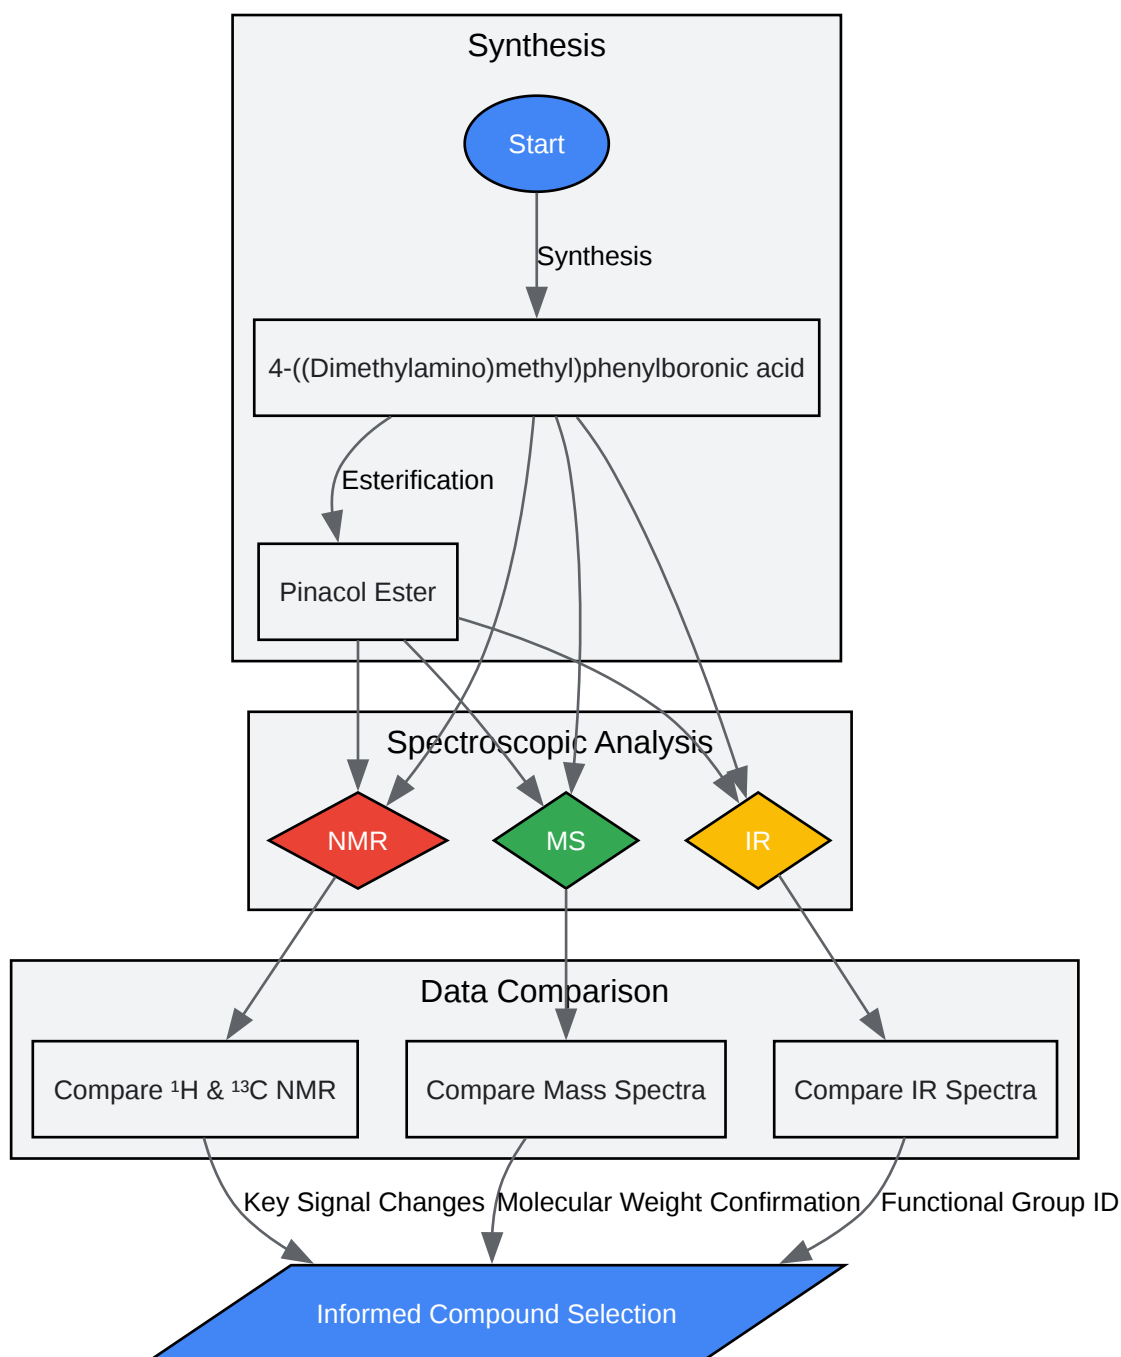 Synthesis
Start
Synthesis
4-((Dimethylamino)methyl)phenylboronic acid
Esterification
Pinacol Ester
Spectroscopic Analysis
NMR
MS
IR
Data Comparison
Compare ¹H & ¹³C NMR
Compare Mass Spectra
Compare IR Spectra
Key Signal Changes
Molecular Weight Confirmation
Functional Group ID
Informed Compound Selection